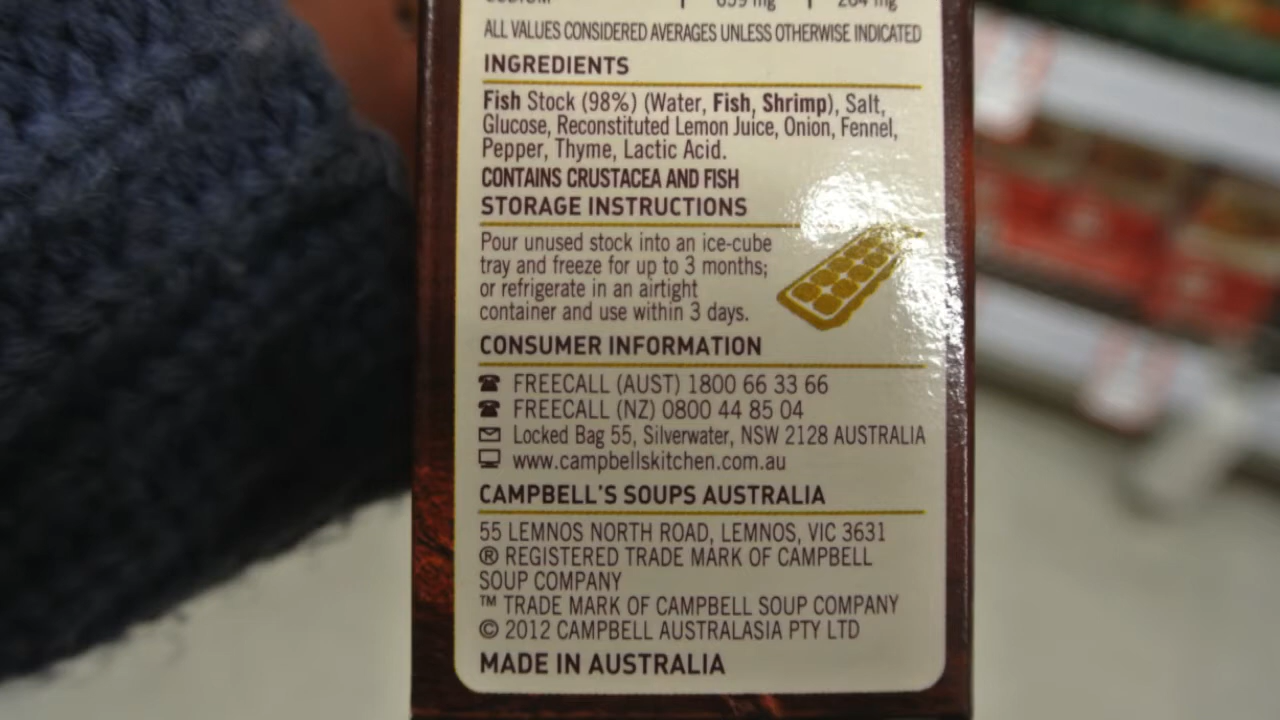 ALL VALUES CONSIDERED AVERAGES UNLESS OTHERWISE INDICATED
INGREDIENTS
Fish Stock (98%) (Water, Fish, Shrimp), Salt,
Glucose, Reconstituted Lemon Juice, Onion, Fennel,
Pepper, Thyme, Lactic Acid.
CONTAINS CRUSTACEA AND FISH
STORAGE INSTRUCTIONS
Pour unused stock into an ice-cube
tray and freeze for up to 3 months;
or refrigerate in an airtight
container and use within 3 days.
CONSUMER INFORMATION
FREECALL (AUST) 1800 66 33 66
FREECALL (NZ) 0800 44 85 04
Locked Bag 55, Silverwater, NSW 2128 AUSTRALIA
www.campbellskitchen.com.au
CAMPBELL'S SOUPS AUSTRALIA
55 LEMNOS NORTH ROAD, LEMNOS, VIC 3631
® REGISTERED TRADE MARK OF CAMPBELL
SOUP COMPANY
™ TRADE MARK OF CAMPBELL SOUP COMPANY
© 2012 CAMPBELL AUSTRALASIA PTY LTD
MADE IN AUSTRALIA